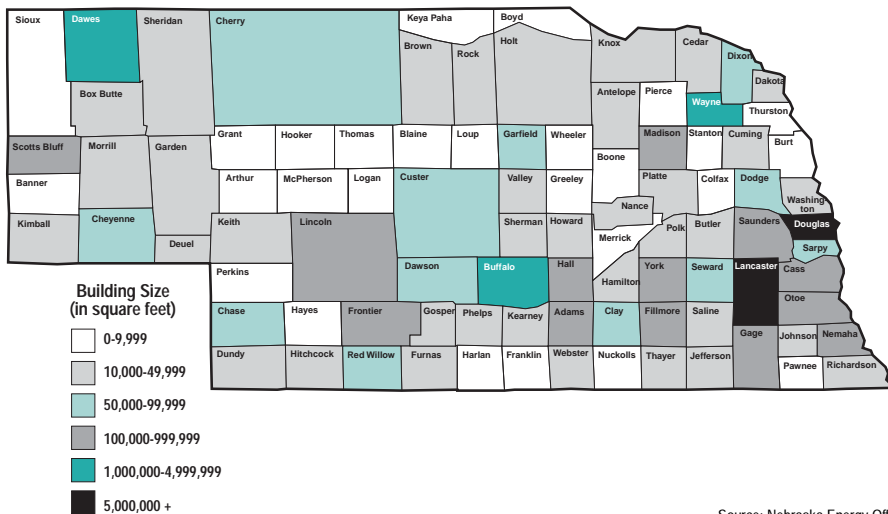 Sioux
Dawes
Sheridan
Cherry
Keya Paha
Boyd
Brown
Rock
Holt
Knox
Cedar
Dixon
Dakota
Box Butte
Antelope
Pierce
Wayne
Thurston
Scotts Bluff
Morrill
Garden
Grant
Hooker
Thomas
Blaine
Loup
Garfield
Wheeler
Boone
Madison
Stanton
Cuming
Burt
Banner
Arthur
McPherson
Logan
Custer
Valley
Greeley
Platte
Colfax
Dodge
Washing
ton
Kimball
Cheyenne
Deuel
Keith
Lincoln
Sherman
Howard
Nance
Merrick
Polk
Butler
Saunders
Douglas
Sarpy
Perkins
Dawson
Buffalo
Hall
Hamilton
York
Seward
Lancaster
Cass
Otoe
Chase
Hayes
Frontier
Gosper
Phelps
Kearney
Adams
Clay
Fillmore
Saline
Gage
Johnson
Nemaha
Dundy
Hitchcock
Red Willow
Furnas
Harlan
Franklin
Webster
Nuckolls
Thayer
Jefferson
Pawnee
Richardson
Building Size
(in square feet)
0-9,999
10,000-49,999
50,000-99,999
100,000-999,999
1,000,000-4,999,999
5,000,000 +